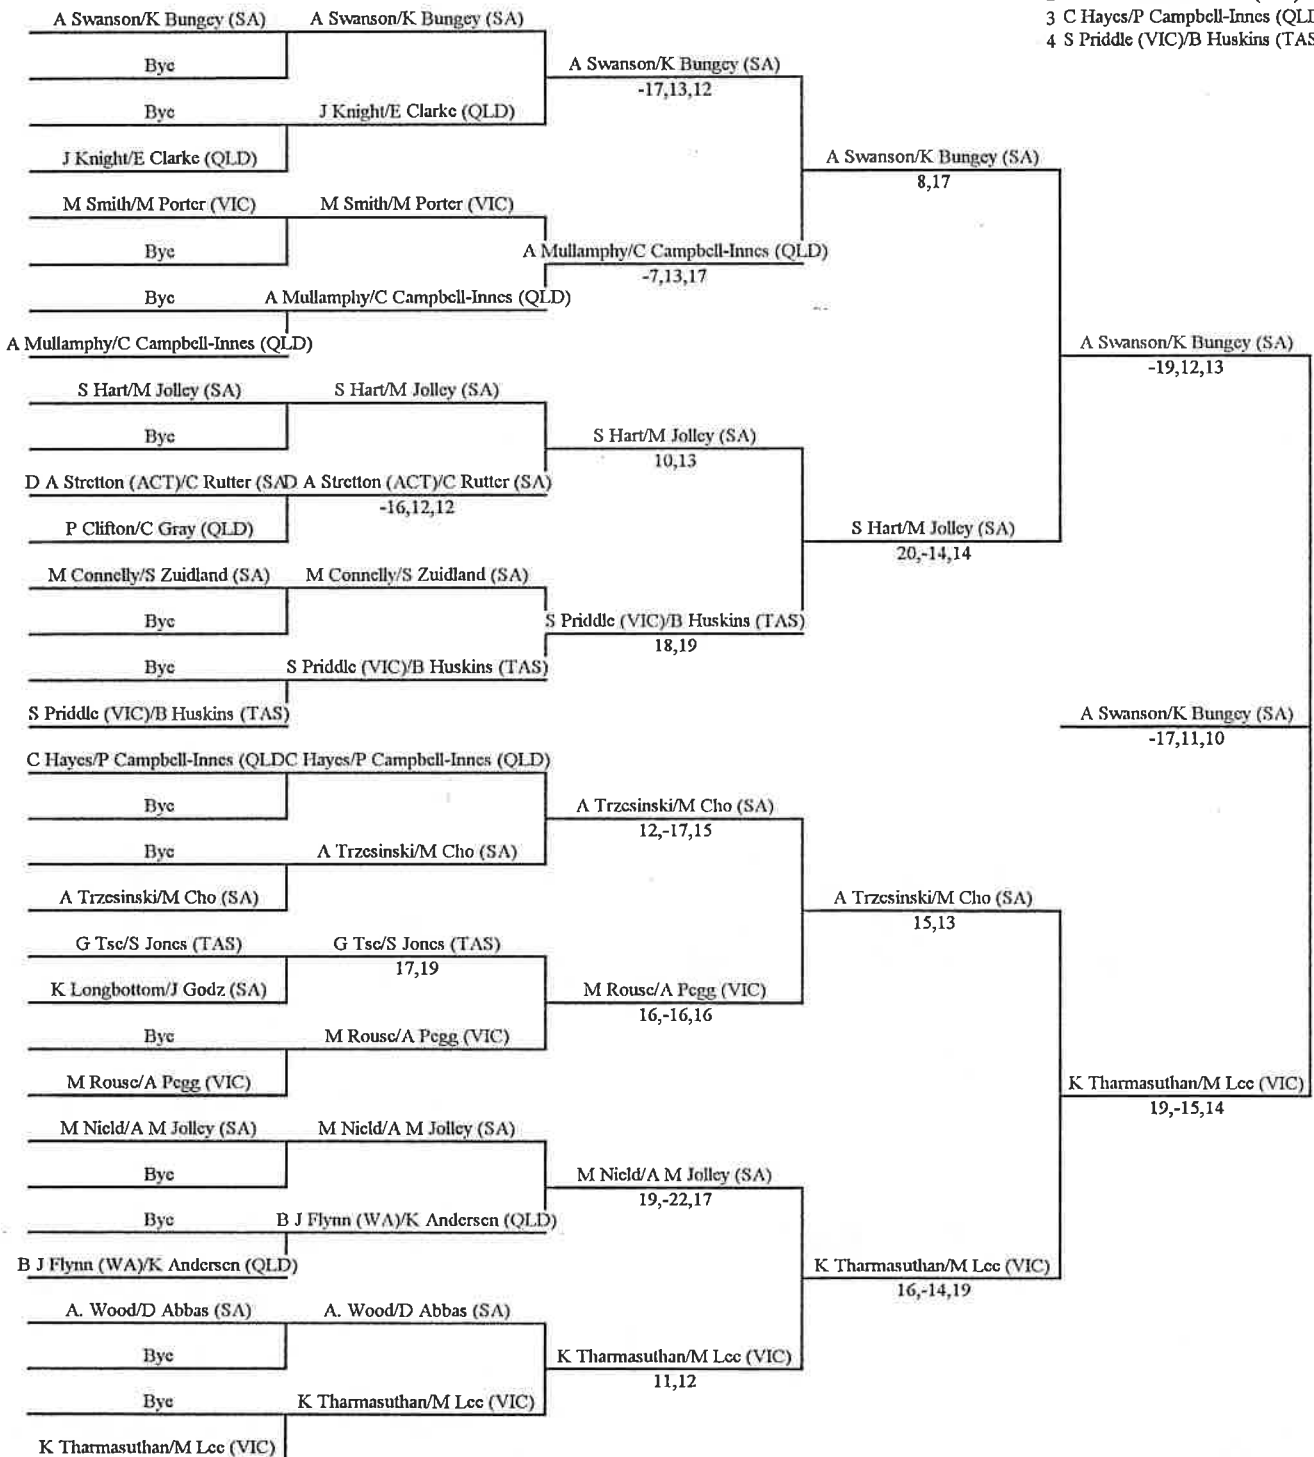 3 C Hayes/P Campbell-Innes (QLD
4 S Priddle (VIC)/B Huskins (TAS
A Swanson/K Bungey (SA) A Swanson/K Bungey (SA)
Bye
A Swanson/K Bungey (SA)
-17,13,12
Bye J Knight/E Clarke (QLD)
J Knight/E Clarke (QLD)
A Swanson/K Bungey (SA)
8,17
M Smith/M Porter (VIC) M Smith/M Porter (VIC)
Bye
A Mullamphy/C Campbell-Innes (QLD)
-7,13,17
Bye A Mullamphy/C Campbell-Innes (QLD)
A Mullamphy/C Campbell-Innes (QLD)
A Swanson/K Bungey (SA)
-19,12,13
S Hart/M Jolley (SA) S Hart/M Jolley (SA)
Bye
S Hart/M Jolley (SA)
10,13
D A Stretton (ACT)/C Rutter (SAD A Stretton (ACT)/C Rutter (SA)
-16,12,12
P Clifton/C Gray (QLD)
S Hart/M Jolley (SA)
20,-14,14
M Connelly/S Zuidland (SA) M Connelly/S Zuidland (SA)
Bye
S Priddle (VIC)/B Huskins (TAS)
18,19
Bye S Priddle (VIC)/B Huskins (TAS)
S Priddle (VIC)/B Huskins (TAS)
A Swanson/K Bungey (SA)
-17,11,10
C Hayes/P Campbell-Innes (QLDC Hayes/P Campbell-Innes (QLD)
Bye
A Trzesinski/M Cho (SA)
12,-17,15
Bye A Trzesinski/M Cho (SA)
A Trzesinski/M Cho (SA)
A Trzesinski/M Cho (SA)
15,13
G Tse/S Jones (TAS) G Tse/S Jones (TAS)
17,19
K Longbottom/J Godz (SA)
M Rouse/A Pegg (VIC)
16,-16,16
Bye M Rouse/A Pegg (VIC)
M Rouse/A Pegg (VIC)
K Tharmasuthan/M Lee (VIC)
19,-15,14
M Nield/A M Jolley (SA) M Nield/A M Jolley (SA)
Bye
M Nield/A M Jolley (SA)
19,-22,17
Bye B J Flynn (WA)/K Andersen (QLD)
B J Flynn (WA)/K Andersen (QLD)
K Tharmasuthan/M Lee (VIC)
16,-14,19
A. Wood/D Abbas (SA) A. Wood/D Abbas (SA)
Bye
K Tharmasuthan/M Lee (VIC)
11,12
Bye K Tharmasuthan/M Lee (VIC)
K Tharmasuthan/M Lee (VIC)